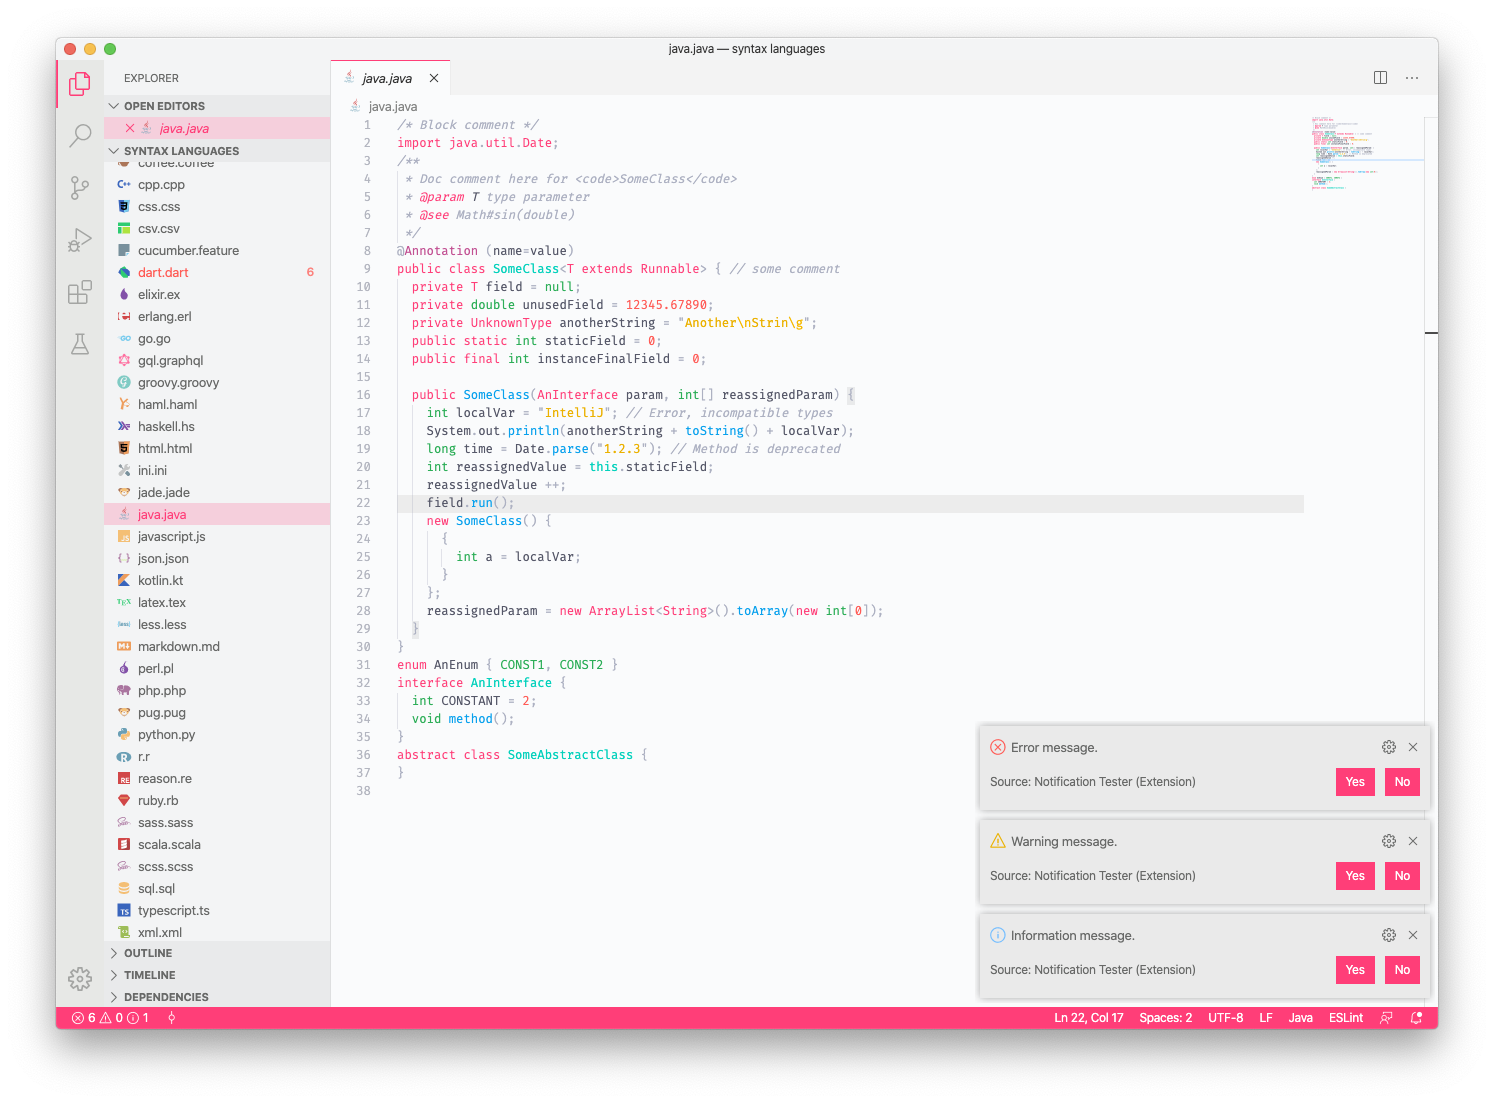 java.java — syntax languages
EXPLORER
OPEN EDITORS
java.java
SYNTAX LANGUAGES
coffee.coffee
cpp.cpp
css.css
csv.csv
cucumber.feature
dart.dart 6
elixir.ex
erlang.erl
go.go
gql.graphql
groovy.groovy
haml.haml
haskell.hs
html.html
ini.ini
jade.jade
java.java
javascript.js
json.json
kotlin.kt
latex.tex
less.less
markdown.md
perl.pl
php.php
pug.pug
python.py
r.r
reason.re
ruby.rb
sass.sass
scala.scala
scss.scss
sql.sql
typescript.ts
xml.xml
OUTLINE
TIMELINE
DEPENDENCIES
java.java
java.java
1 /* Block comment */
2 import java.util.Date;
3 /**
4  * Doc comment here for <code>SomeClass</code>
5  * @param T type parameter
6  * @see Math#sin(double)
7  */
8 @Annotation (name=value)
9 public class SomeClass<T extends Runnable> { // some comment
10   private T field = null;
11   private double unusedField = 12345.67890;
12   private UnknownType anotherString = "Another\nStrin\g";
13   public static int staticField = 0;
14   public final int instanceFinalField = 0;
15
16   public SomeClass(AnInterface param, int[] reassignedParam) {
17     int localVar = "IntelliJ"; // Error, incompatible types
18     System.out.println(anotherString + toString() + localVar);
19     long time = Date.parse("1.2.3"); // Method is deprecated
20     int reassignedValue = this.staticField;
21     reassignedValue ++;
22     field.run();
23     new SomeClass() {
24       {
25         int a = localVar;
26       }
27     };
28     reassignedParam = new ArrayList<String>().toArray(new int[0]);
29   }
30 }
31 enum AnEnum { CONST1, CONST2 }
32 interface AnInterface {
33   int CONSTANT = 2;
34   void method();
35 }
36 abstract class SomeAbstractClass {
37 }
38
Error message.
Source: Notification Tester (Extension) Yes No
Warning message.
Source: Notification Tester (Extension) Yes No
Information message.
Source: Notification Tester (Extension) Yes No
6 0 1 Ln 22, Col 17 Spaces: 2 UTF-8 LF Java ESLint